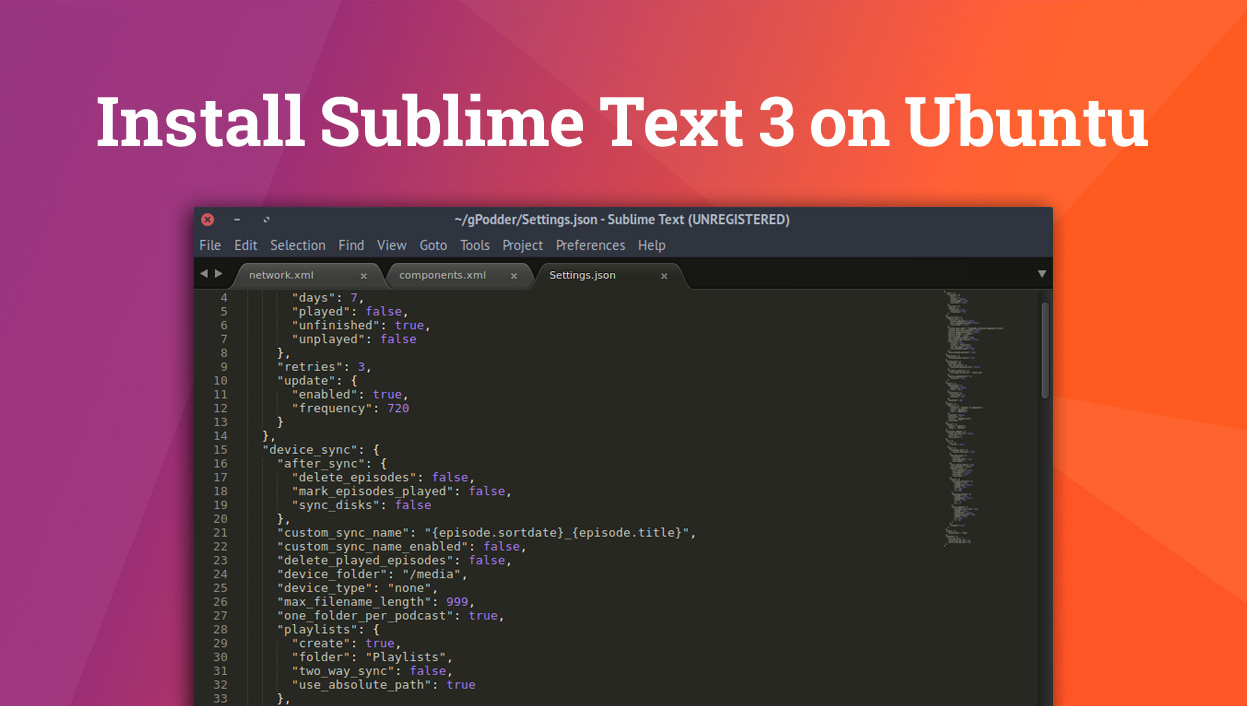 Install Sublime Text 3 on Ubuntu
~/gPodder/Settings.json - Sublime Text (UNREGISTERED)
File Edit Selection Find View Goto Tools Project Preferences Help
network.xml components.xml Settings.json
4 "days": 7,
5 "played": false,
6 "unfinished": true,
7 "unplayed": false
8 },
9 "retries": 3,
10 "update": {
11 "enabled": true,
12 "frequency": 720
13 }
14 },
15 "device_sync": {
16 "after_sync": {
17 "delete_episodes": false,
18 "mark_episodes_played": false,
19 "sync_disks": false
20 },
21 "custom_sync_name": "{episode.sortdate}_{episode.title}",
22 "custom_sync_name_enabled": false,
23 "delete_played_episodes": false,
24 "device_folder": "/media",
25 "device_type": "none",
26 "max_filename_length": 999,
27 "one_folder_per_podcast": true,
28 "playlists": {
29 "create": true,
30 "folder": "Playlists",
31 "two_way_sync": false,
32 "use_absolute_path": true
33 },